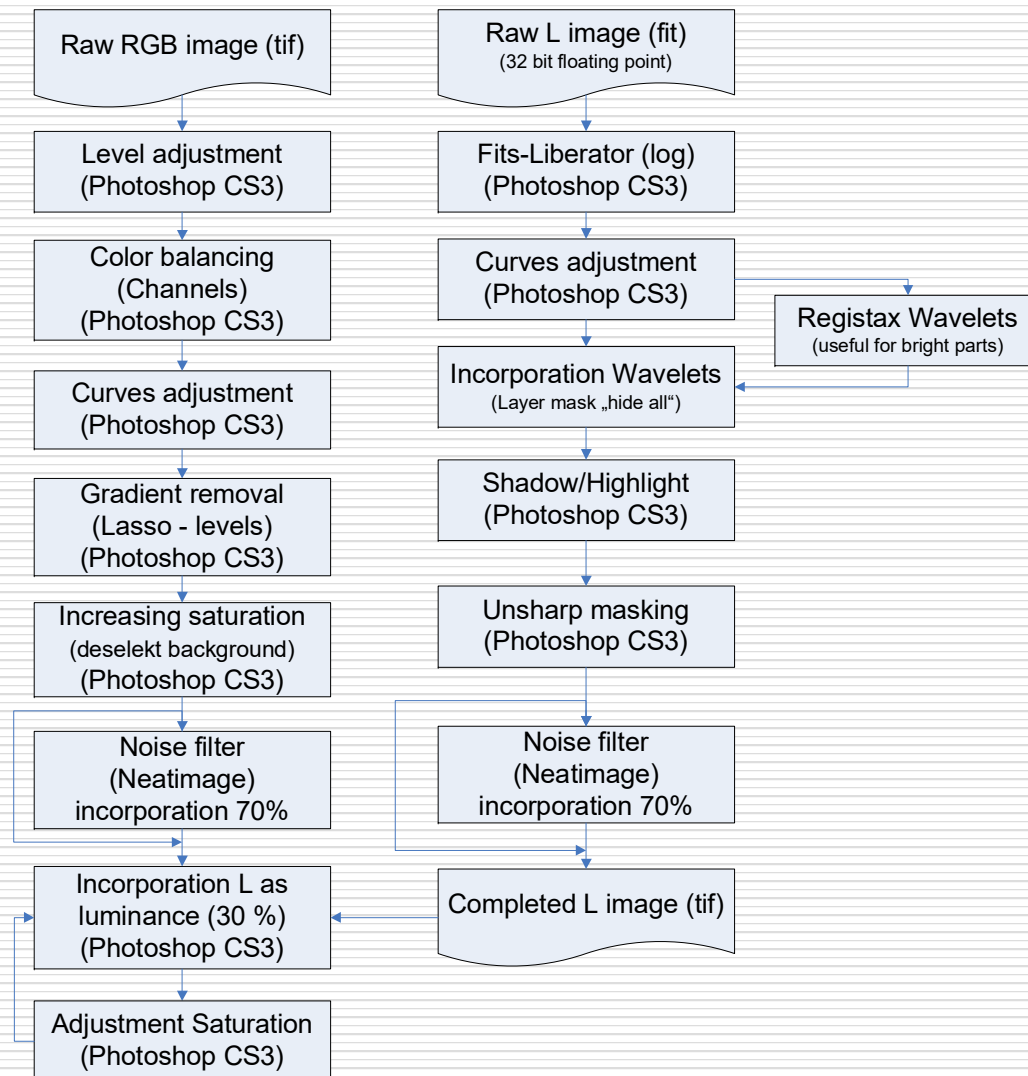 Raw RGB image (tif)
Level adjustment
(Photoshop CS3)
Color balancing
(Channels)
(Photoshop CS3)
Curves adjustment
(Photoshop CS3)
Gradient removal
(Lasso - levels)
(Photoshop CS3)
Increasing saturation
(deselekt background)
(Photoshop CS3)
Noise filter
(Neatimage)
incorporation 70%
Incorporation L as
luminance (30 %)
(Photoshop CS3)
Adjustment Saturation
(Photoshop CS3)
Raw L image (fit)
(32 bit floating point)
Fits-Liberator (log)
(Photoshop CS3)
Curves adjustment
(Photoshop CS3)
Registax Wavelets
(useful for bright parts)
Incorporation Wavelets
(Layer mask „hide all“)
Shadow/Highlight
(Photoshop CS3)
Unsharp masking
(Photoshop CS3)
Noise filter
(Neatimage)
incorporation 70%
Completed L image (tif)